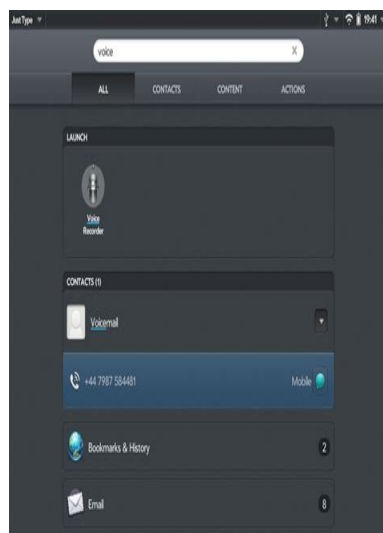 Just Type
19:41
voice X
ALL CONTACTS CONTENT ACTIONS
LAUNCH
Voice
Recorder
CONTACTS (1)
Voicemail
+44 7987 584481 Mobile
Bookmarks & History 2
Email 8